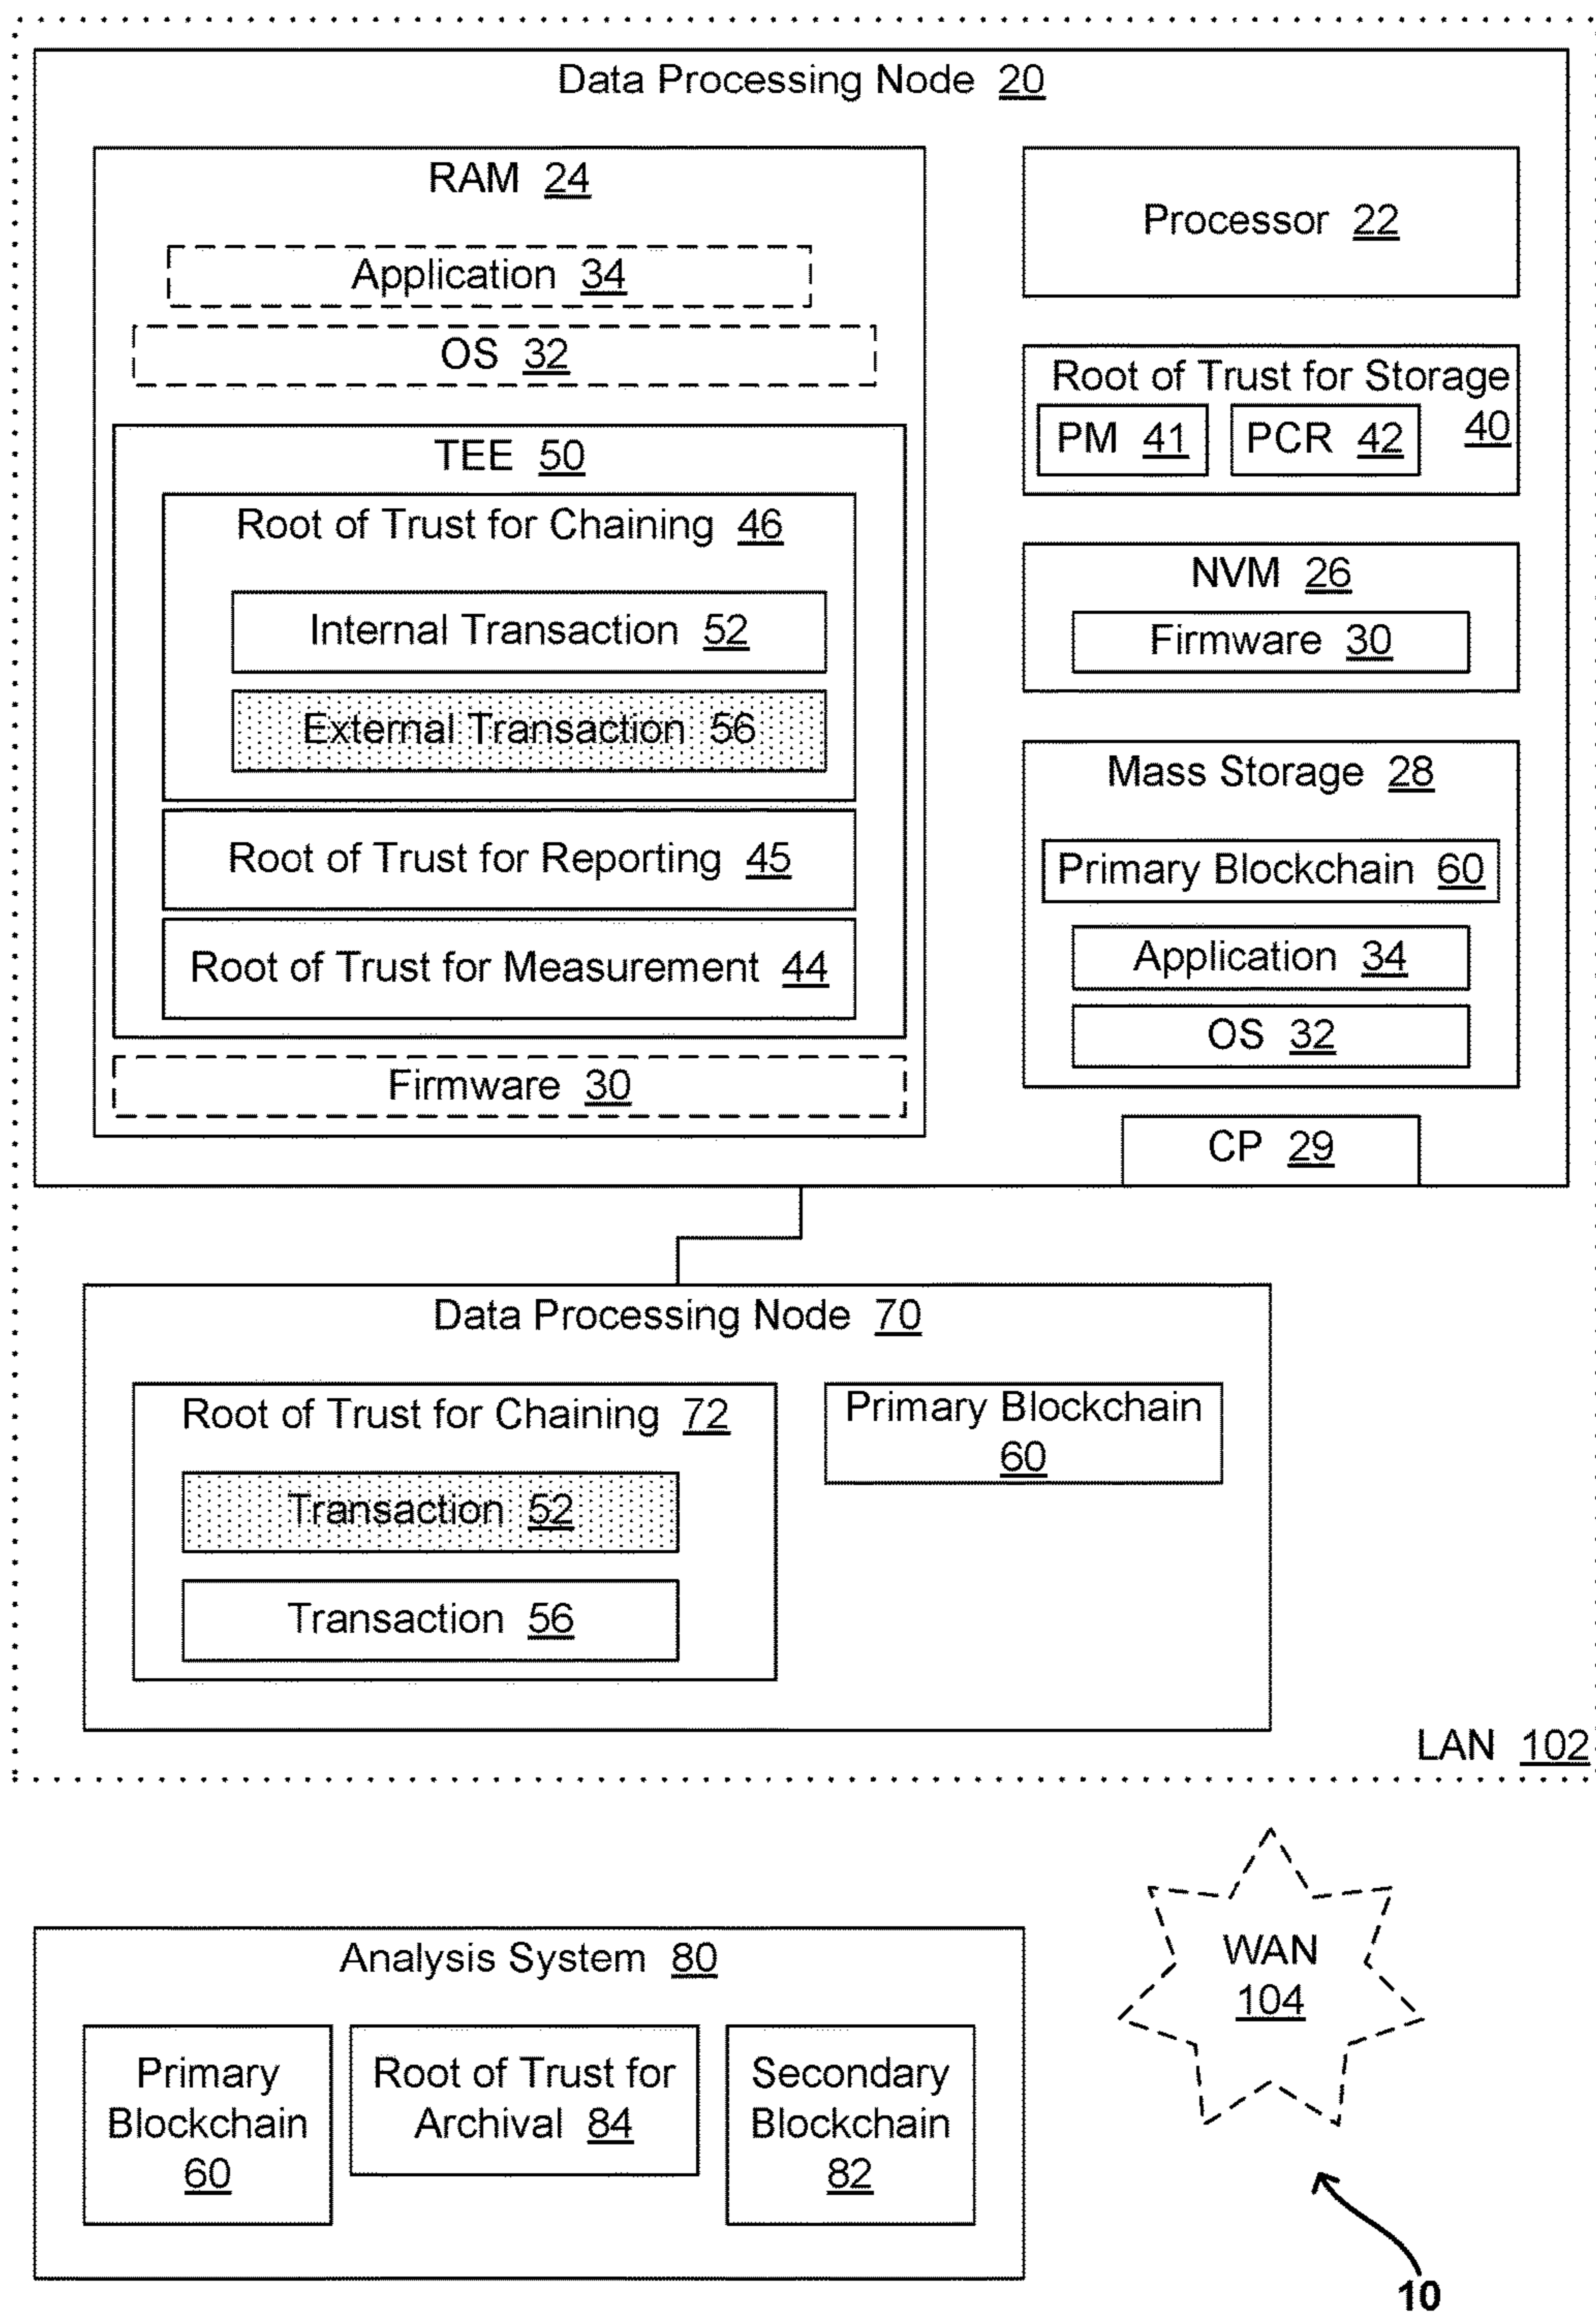 Data Processing Node 20
RAM 24
Application 34
OS 32
TEE 50
Root of Trust for Chaining 46
Internal Transaction 52
External Transaction 56
Root of Trust for Reporting 45
Root of Trust for Measurement 44
Firmware 30
Processor 22
Root of Trust for Storage
40
PM 41
PCR 42
NVM 26
Firmware 30
Mass Storage 28
Primary Blockchain 60
Application 34
OS 32
CP 29
Data Processing Node 70
Root of Trust for Chaining 72
Transaction 52
Transaction 56
Primary Blockchain
60
LAN 102
Analysis System 80
Primary
Blockchain
60
Root of Trust for
Archival 84
Secondary
Blockchain
82
WAN
104
10